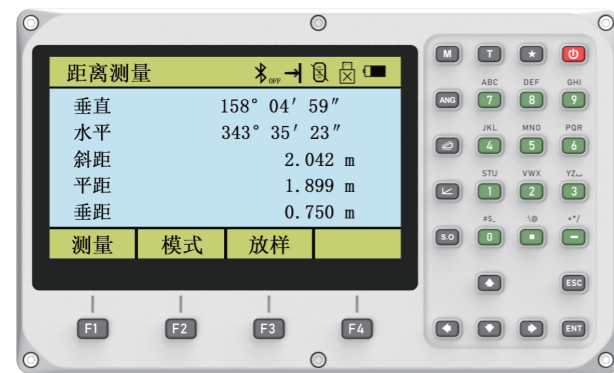 距离测量 OFF
垂直 158° 04′ 59″
水平 343° 35′ 23″
斜距 2.042 m
平距 1.899 m
垂距 0.750 m
测量 模式 放样
F1 F2 F3 F4
M T ★
ABC DEF GHI
ANG 7 8 9
JKL MNO PQR
4 5 6
STU VWX YZ⎵
1 2 3
#$_ :\@ +*/
S.O 0 ▪ −
ESC
ENT